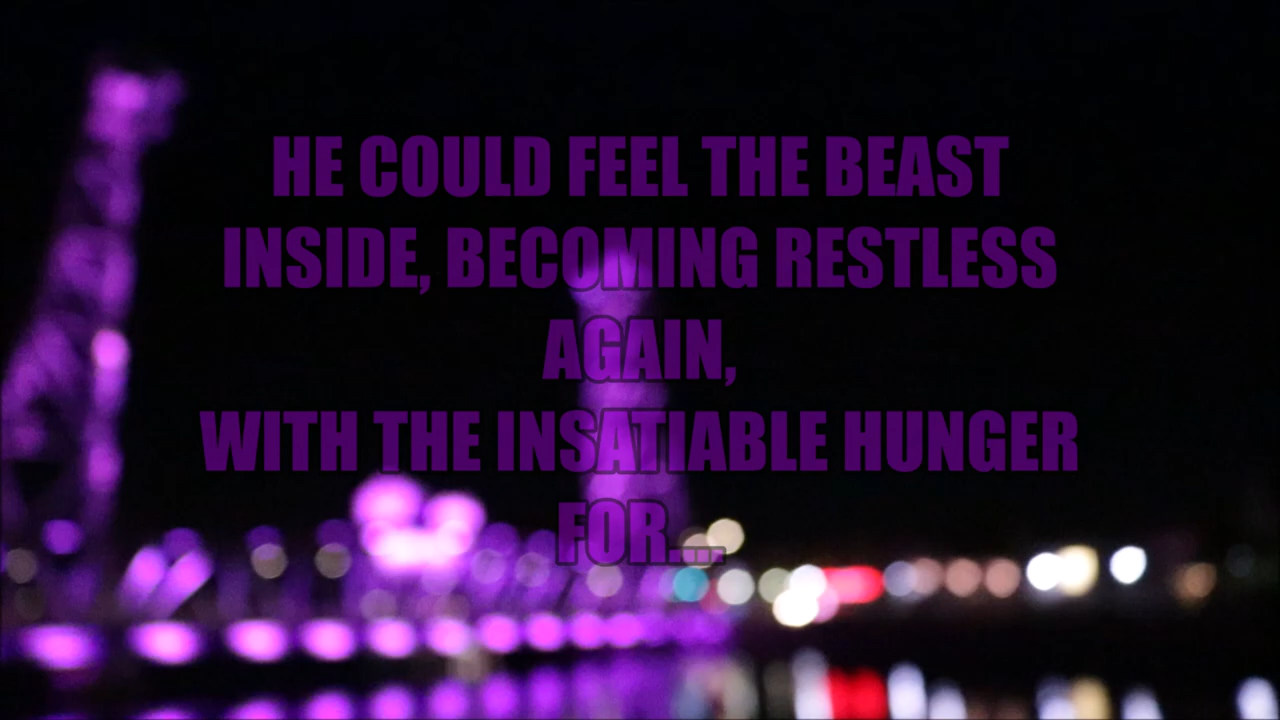 HE COULD FEEL THE BEAST
INSIDE, BECOMING RESTLESS
AGAIN,
WITH THE INSATIABLE HUNGER
FOR....